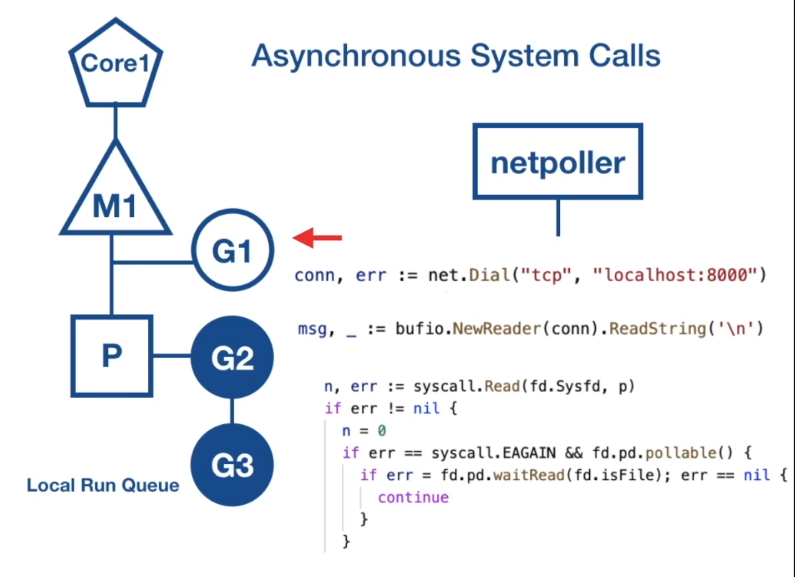 Core1
Asynchronous System Calls
netpoller
M1
G1
conn, err := net.Dial("tcp", "localhost:8000")
msg, _ := bufio.NewReader(conn).ReadString('\n')
P
G2
n, err := syscall.Read(fd.Sysfd, p)
if err != nil {
n = 0
if err == syscall.EAGAIN && fd.pd.pollable() {
if err = fd.pd.waitRead(fd.isFile); err == nil {
continue
}
}
G3
Local Run Queue